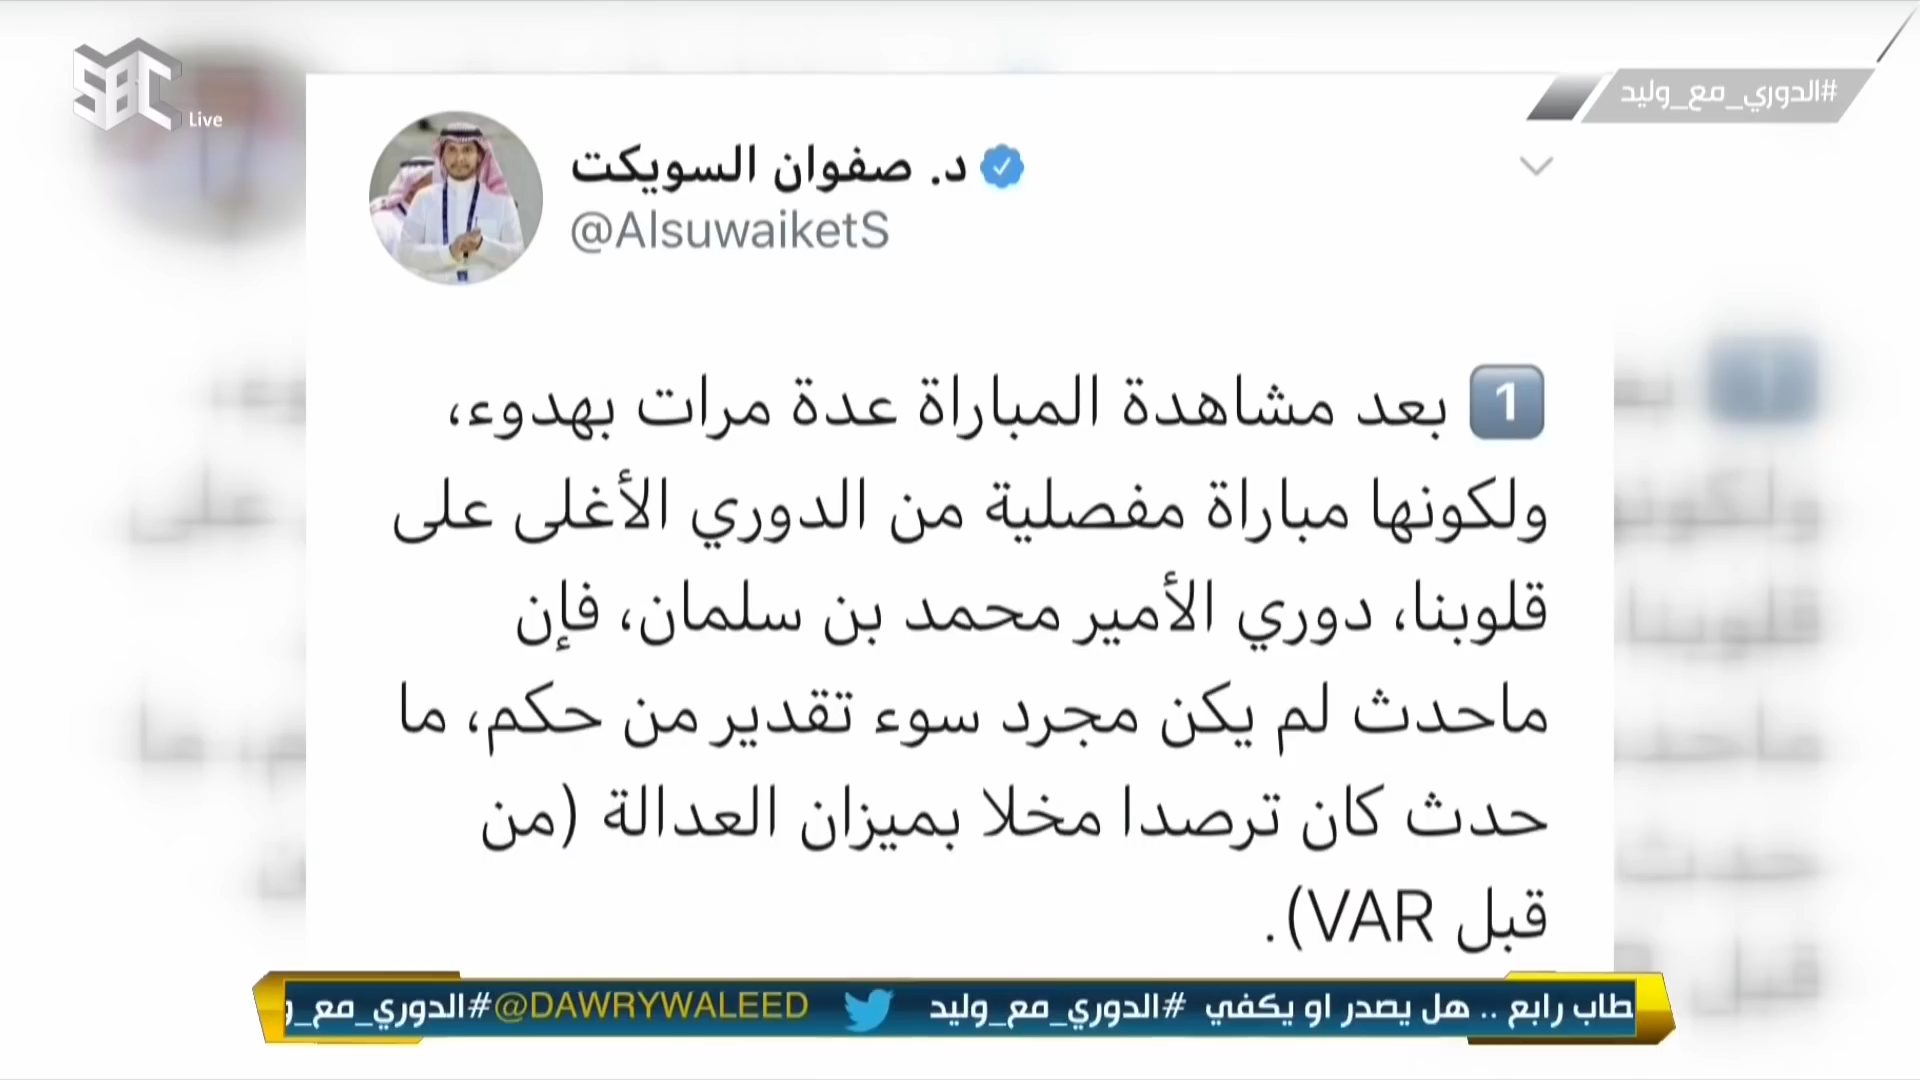 SBC Live
#الدوري_مع_وليد
د. صفوان السويكت
@AlsuwaiketS
1 بعد مشاهدة المباراة عدة مرات بهدوء،
ولكونها مباراة مفصلية من الدوري الأغلى على
قلوبنا، دوري الأمير محمد بن سلمان، فإن
ماحدث لم يكن مجرد سوء تقدير من حكم، ما
حدث كان ترصدا مخلا بميزان العدالة (من
قبل VAR).
طاب رابع .. هل يصدر او يكفي #الدوري_مع_وليد @DAWRYWALEED #الدوري_مع_و